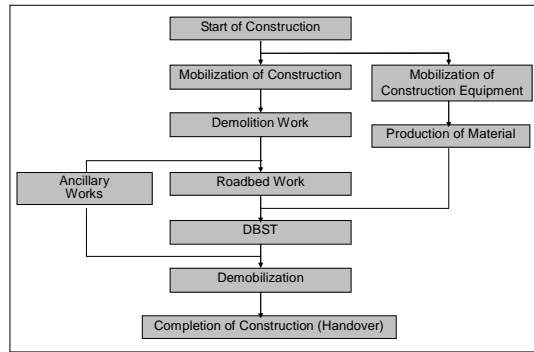 Start of Construction
Mobilization of Construction
Mobilization of
Construction Equipment
Demolition Work
Production of Material
Ancillary
Works
Roadbed Work
DBST
Demobilization
Completion of Construction (Handover)